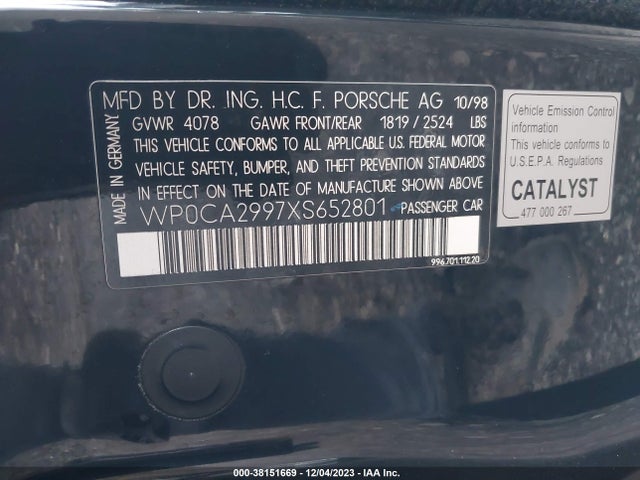 MFD BY DR. ING. H.C. F. PORSCHE AG 10/98
GVWR 4078 GAWR FRONT/REAR 1819 / 2524 LBS
THIS VEHICLE CONFORMS TO ALL APPLICABLE U.S. FEDERAL MOTOR
VEHICLE SAFETY, BUMPER, AND THEFT PREVENTION STANDARDS
IN EFFECT ON THE DATE OF MANUFACTURE SHOWN ABOVE
WP0CA2997XS652801 PASSENGER CAR
996.701.112.20
MADE IN GERMANY
Vehicle Emission Control
information
This vehicle conforms to
U.S.E.P.A. Regulations
CATALYST
477 000 267
000-38151669 - 12/04/2023 - IAA Inc.